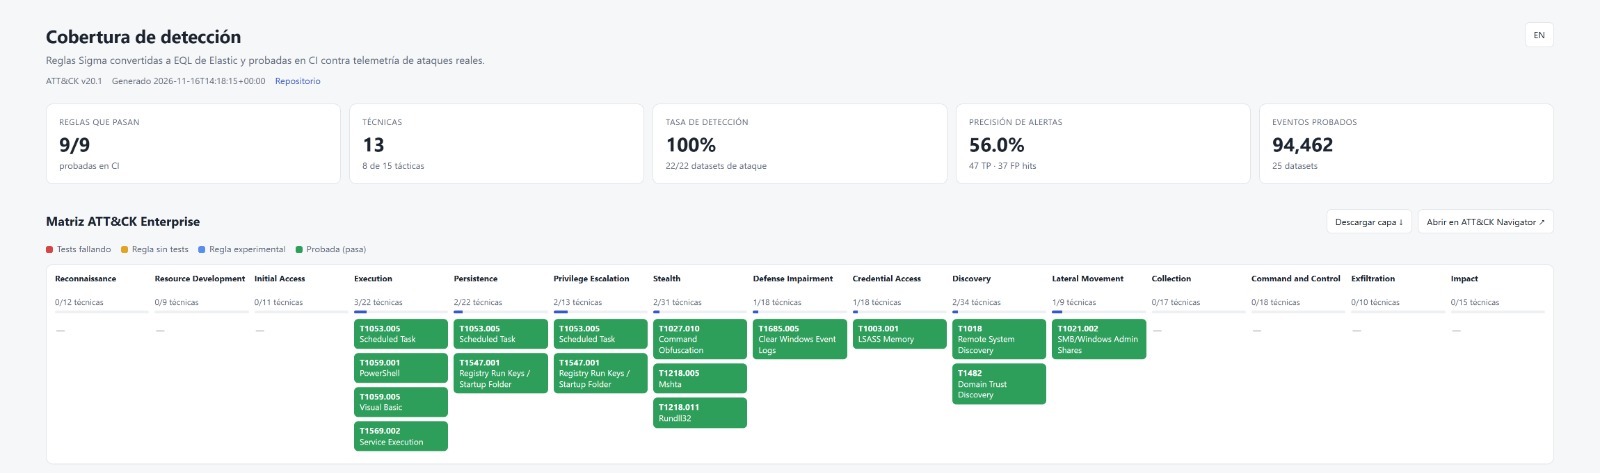 Cobertura de detección
EN
Reglas Sigma convertidas a EQL de Elastic y probadas en CI contra telemetría de ataques reales.
ATT&CK v20.1 Generado 2026-11-16T14:18:15+00:00 Repositorio
REGLAS QUE PASAN
9/9
probadas en CI
TÉCNICAS
13
8 de 15 tácticas
TASA DE DETECCIÓN
100%
22/22 datasets de ataque
PRECISIÓN DE ALERTAS
56.0%
47 TP · 37 FP hits
EVENTOS PROBADOS
94,462
25 datasets
Matriz ATT&CK Enterprise
Descargar capa ↓
Abrir en ATT&CK Navigator ↗
Tests fallando
Regla sin tests
Regla experimental
Probada (pasa)
Reconnaissance
0/12 técnicas
—
Resource Development
0/9 técnicas
—
Initial Access
0/11 técnicas
—
Execution
3/22 técnicas
T1053.005
Scheduled Task
T1059.001
PowerShell
T1059.005
Visual Basic
T1569.002
Service Execution
Persistence
2/22 técnicas
T1053.005
Scheduled Task
T1547.001
Registry Run Keys /
Startup Folder
Privilege Escalation
2/13 técnicas
T1053.005
Scheduled Task
T1547.001
Registry Run Keys /
Startup Folder
Stealth
2/31 técnicas
T1027.010
Command
Obfuscation
T1218.005
Mshta
T1218.011
Rundll32
Defense Impairment
1/18 técnicas
T1685.005
Clear Windows Event
Logs
Credential Access
1/18 técnicas
T1003.001
LSASS Memory
Discovery
2/34 técnicas
T1018
Remote System
Discovery
T1482
Domain Trust
Discovery
Lateral Movement
1/9 técnicas
T1021.002
SMB/Windows Admin
Shares
Collection
0/17 técnicas
—
Command and Control
0/18 técnicas
—
Exfiltration
0/10 técnicas
—
Impact
0/15 técnicas
—